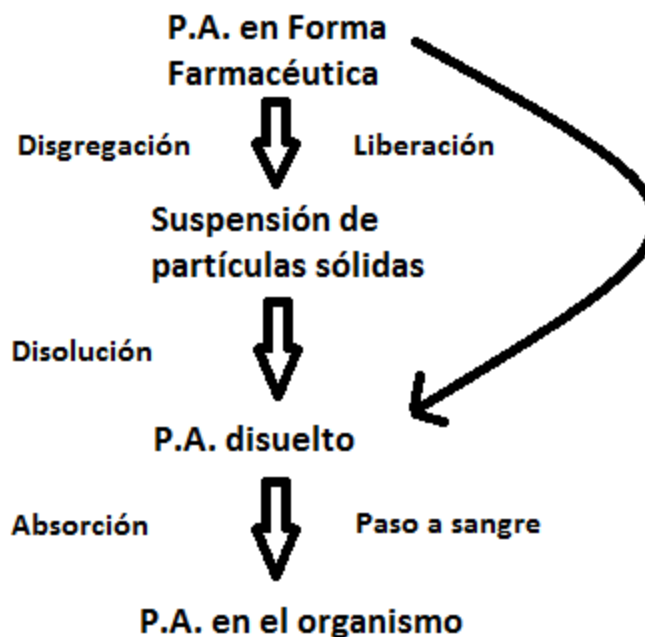 P.A. en Forma
Farmacéutica
Disgregación
Liberación
Suspensión de
partículas sólidas
Disolución
P.A. disuelto
Absorción
Paso a sangre
P.A. en el organismo